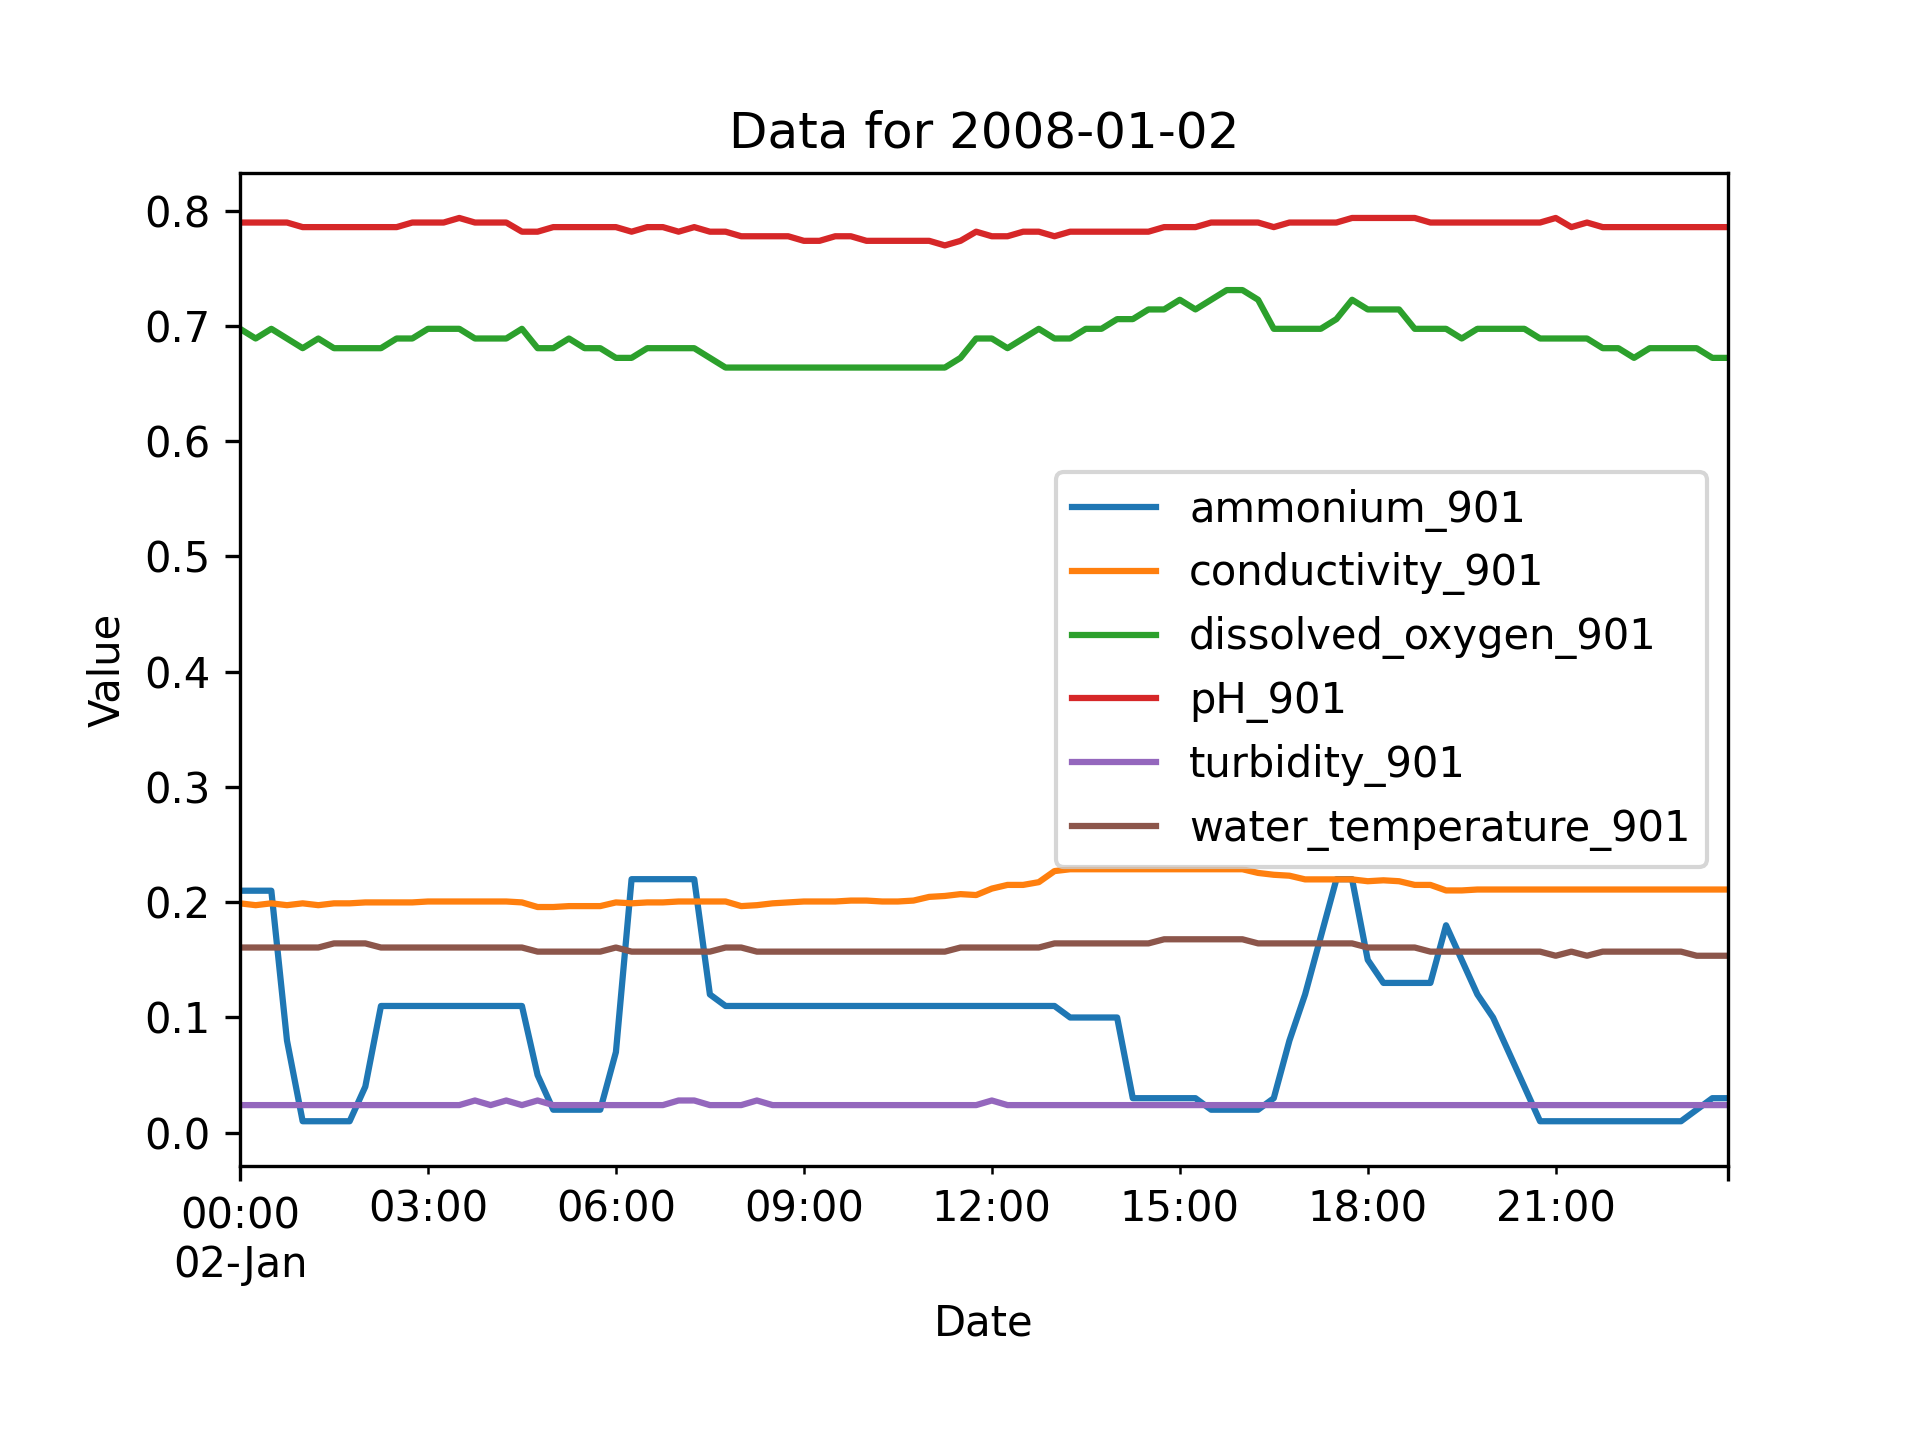 Data for 2008-01-02
0.8
0.7
0.6
0.5
0.4
0.3
0.2
0.1
0.0
Value
ammonium_901
conductivity_901
dissolved_oxygen_901
pH_901
turbidity_901
water_temperature_901
00:00 03:00 06:00 09:00 12:00 15:00 18:00 21:00
02-Jan
Date